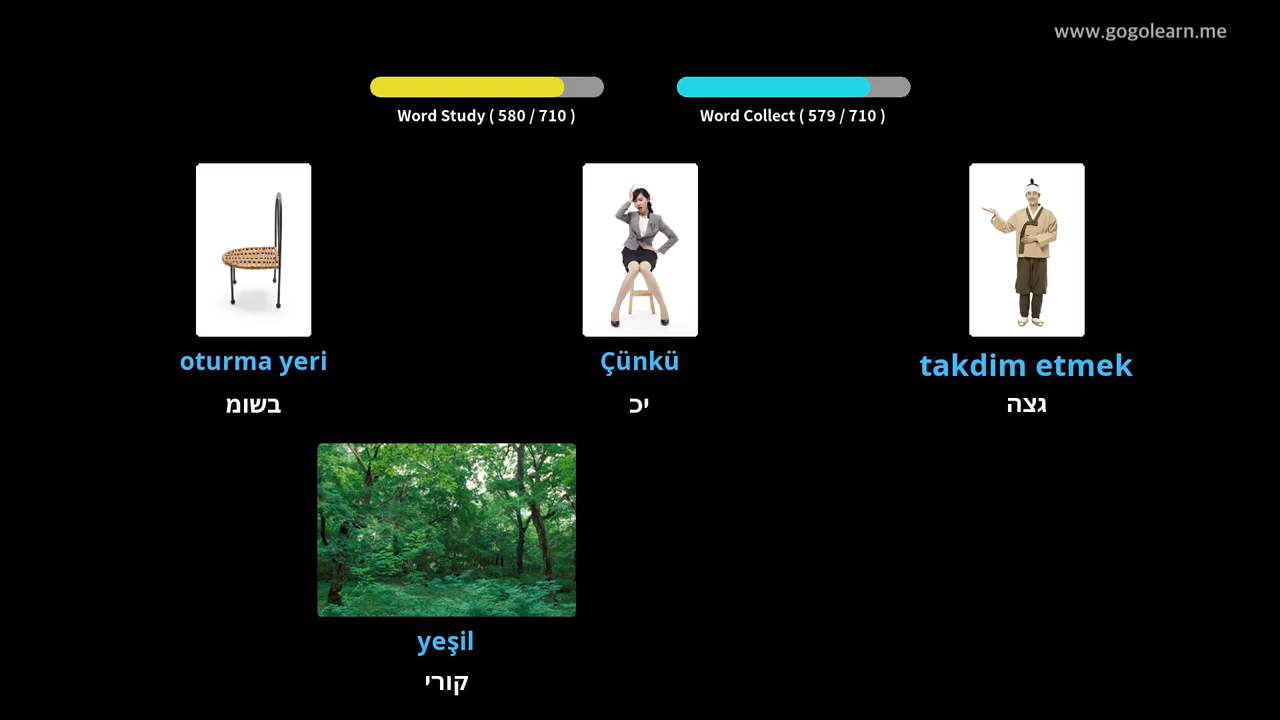 www.gogolearn.me
Word Study ( 580 / 710 )
Word Collect ( 579 / 710 )
oturma yeri
בשומ
Çünkü
יכ
takdim etmek
גצה
yeşil
קורי